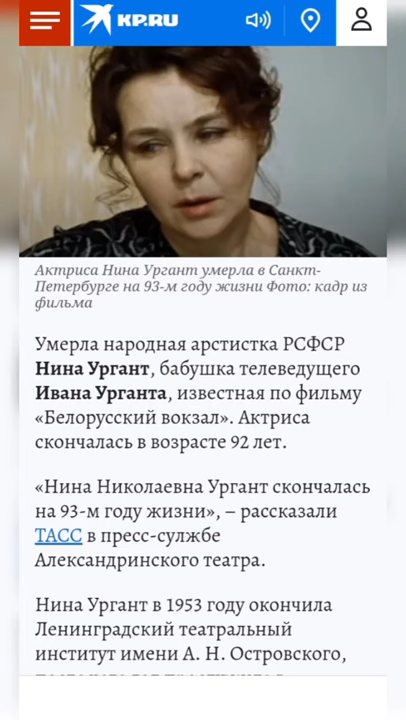 KP.RU
Актриса Нина Ургант умерла в Санкт-
Петербурге на 93-м году жизни Фото: кадр из
фильма
Умерла народная арстистка РСФСР
Нина Ургант, бабушка телеведущего
Ивана Урганта, известная по фильму
«Белорусский вокзал». Актриса
скончалась в возрасте 92 лет.
«Нина Николаевна Ургант скончалась
на 93-м году жизни», – рассказали
ТАСС в пресс-сулжбе
Александринского театра.
Нина Ургант в 1953 году окончила
Ленинградский театральный
институт имени А. Н. Островского,